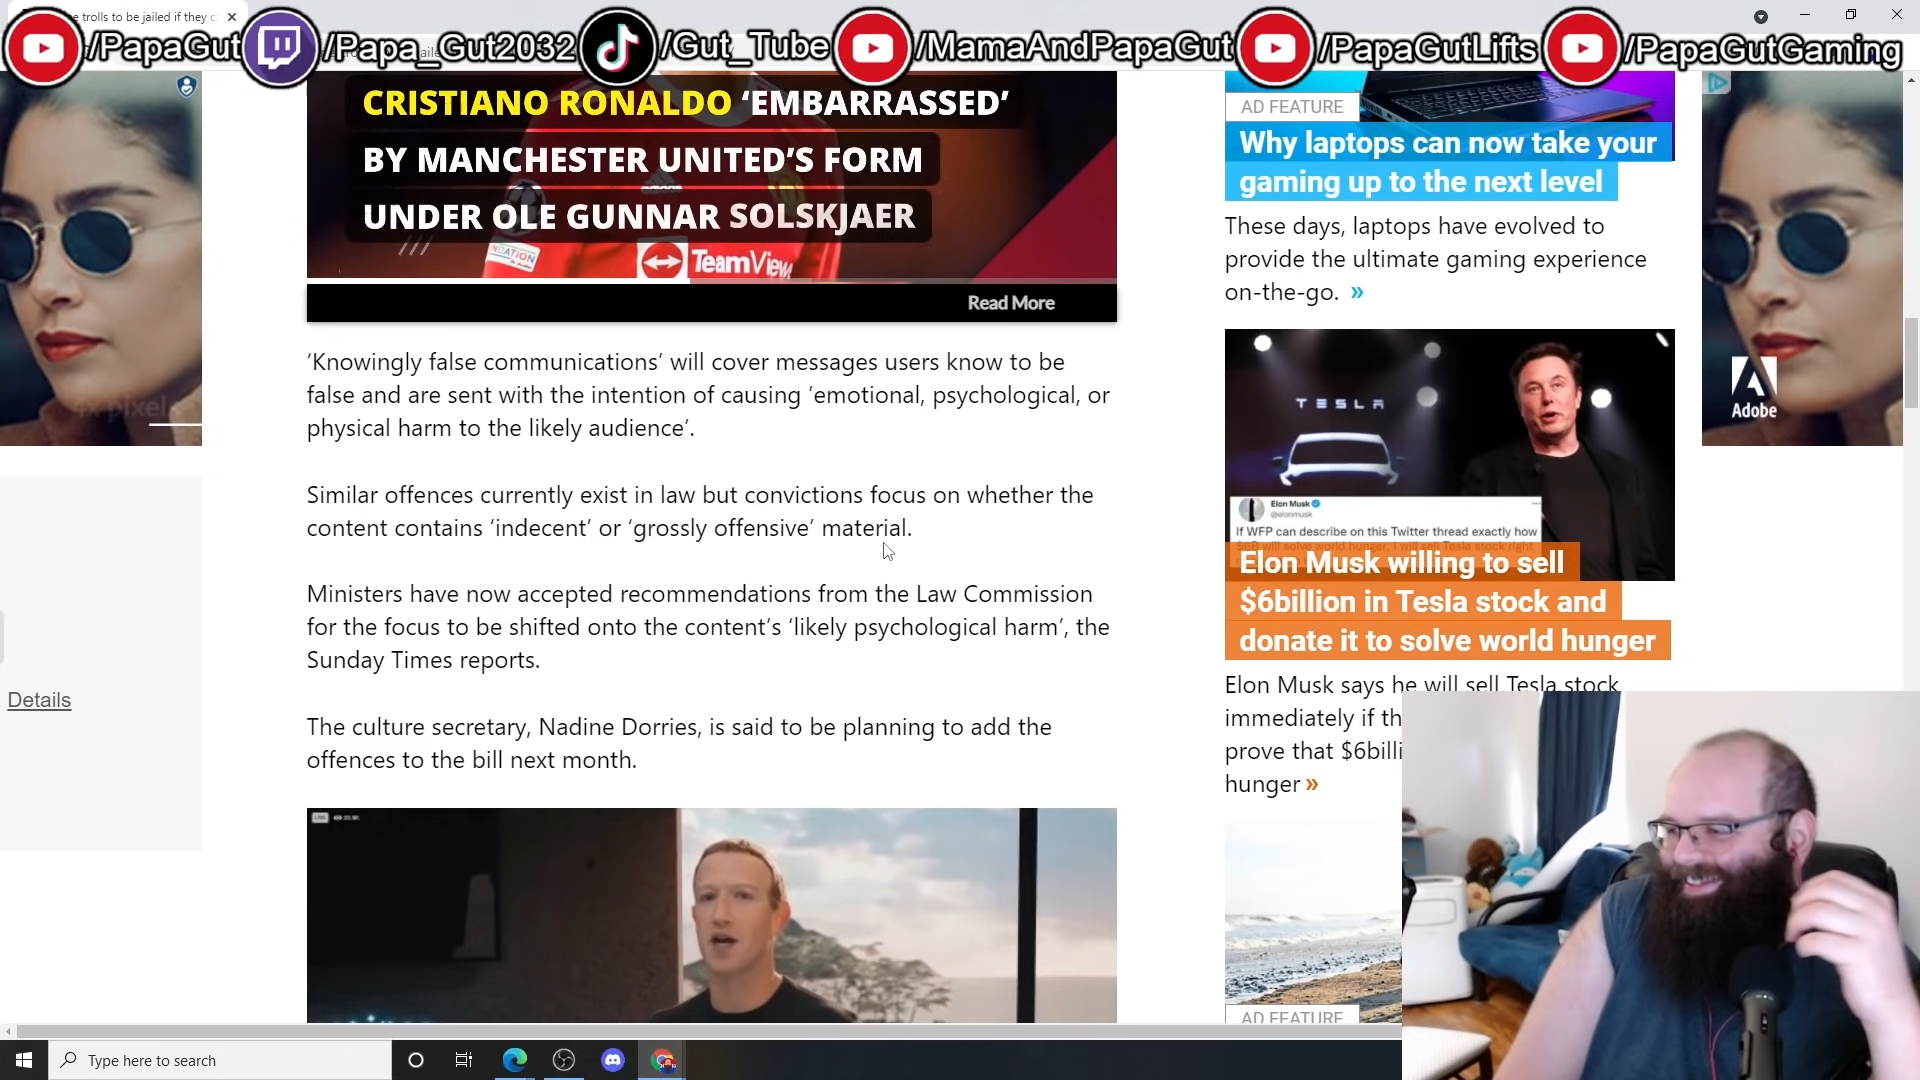 e trolls to be jailed if they c
/PapaGut
/Papa_Gut2032
/Gut_Tube
/MamaAndPapaGut
/PapaGutLifts
/PapaGutGaming
CRISTIANO RONALDO ‘EMBARRASSED’
BY MANCHESTER UNITED’S FORM
UNDER OLE GUNNAR SOLSKJAER
TeamView
Read More
‘Knowingly false communications’ will cover messages users know to be
false and are sent with the intention of causing ‘emotional, psychological, or
physical harm to the likely audience’.
Similar offences currently exist in law but convictions focus on whether the
content contains ‘indecent’ or ‘grossly offensive’ material.
Ministers have now accepted recommendations from the Law Commission
for the focus to be shifted onto the content’s ‘likely psychological harm’, the
Sunday Times reports.
The culture secretary, Nadine Dorries, is said to be planning to add the
offences to the bill next month.
AD FEATURE
Why laptops can now take your
gaming up to the next level
These days, laptops have evolved to
provide the ultimate gaming experience
on-the-go. »
TESLA
Elon Musk
@elonmusk
If WFP can describe on this Twitter thread exactly how
Elon Musk willing to sell
$6billion in Tesla stock and
donate it to solve world hunger
Elon Musk says he will sell Tesla stock
immediately if th
prove that $6billi
hunger »
AD FEATURE
Adobe
Details
Type here to search